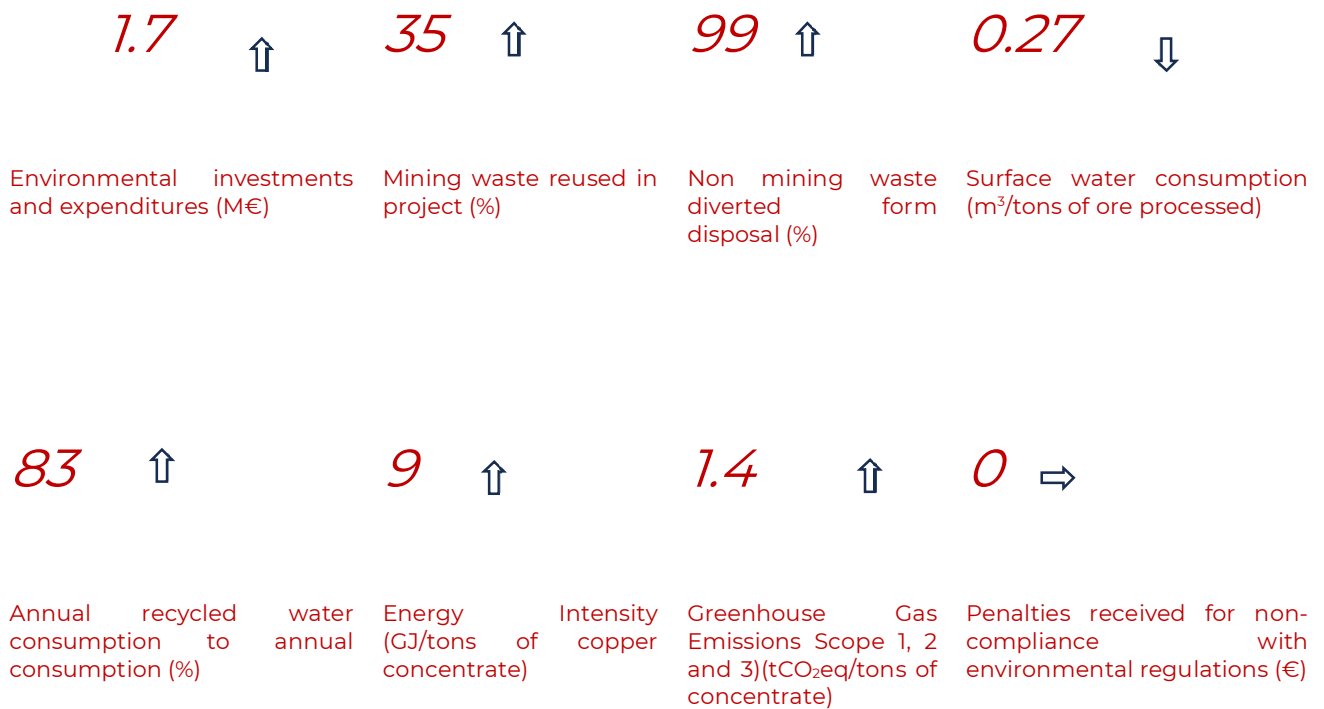 1.7
Environmental investments
and expenditures (M€)
35
Mining waste reused in
project (%)
99
Non mining waste
diverted form
disposal (%)
0.27
Surface water consumption
(m³/tons of ore processed)
83
Annual recycled water
consumption to annual
consumption (%)
9
Energy Intensity
(GJ/tons of copper
concentrate)
1.4
Greenhouse Gas
Emissions Scope 1, 2
and 3)(tCO₂eq/tons of
concentrate)
0
Penalties received for non-
compliance with
environmental regulations (€)